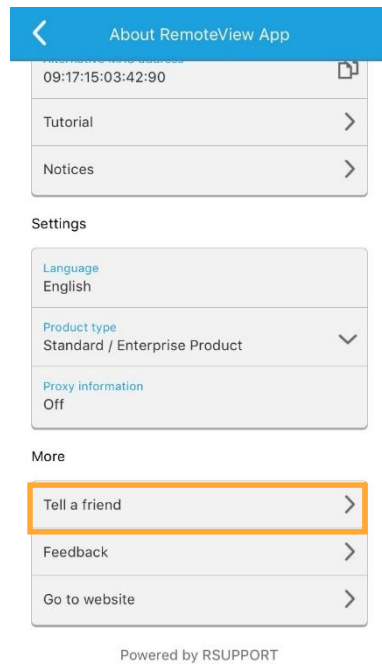 About RemoteView App
09:17:15:03:42:90
Tutorial
Notices
Settings
Language
English
Product type
Standard / Enterprise Product
Proxy information
Off
More
Tell a friend
Feedback
Go to website
Powered by RSUPPORT